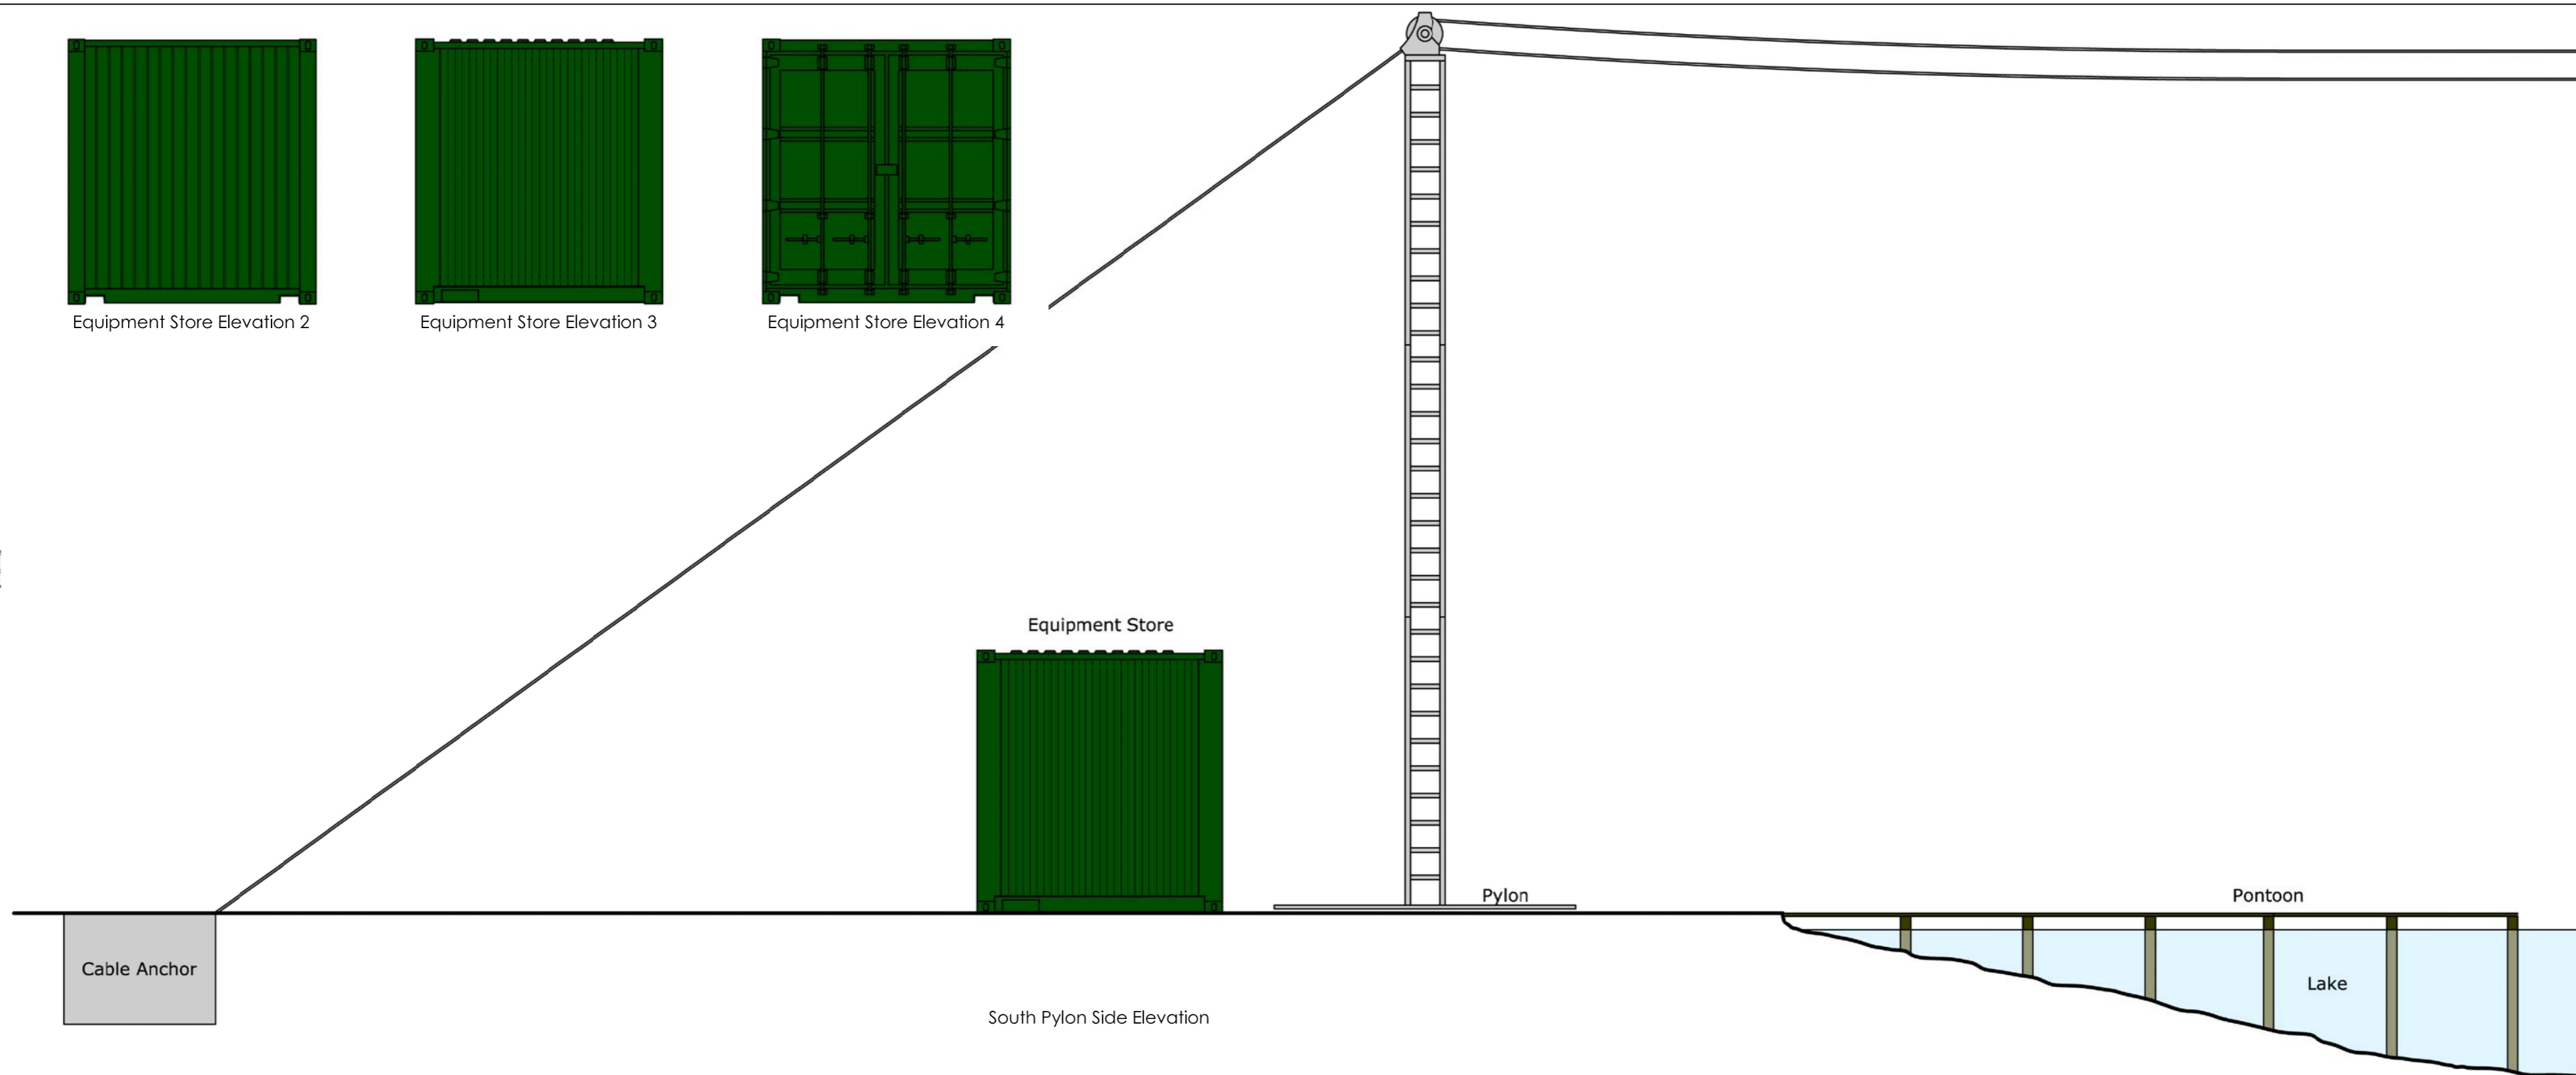 Equipment Store Elevation 2
Equipment Store Elevation 3
Equipment Store Elevation 4
Equipment Store
Pylon
Pontoon
Cable Anchor
Lake
South Pylon Side Elevation